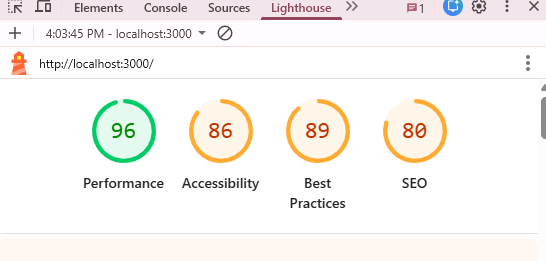 Elements Console Sources Lighthouse 1
4:03:45 PM - localhost:3000
http://localhost:3000/
96 86 89 80
Performance Accessibility Best Practices SEO